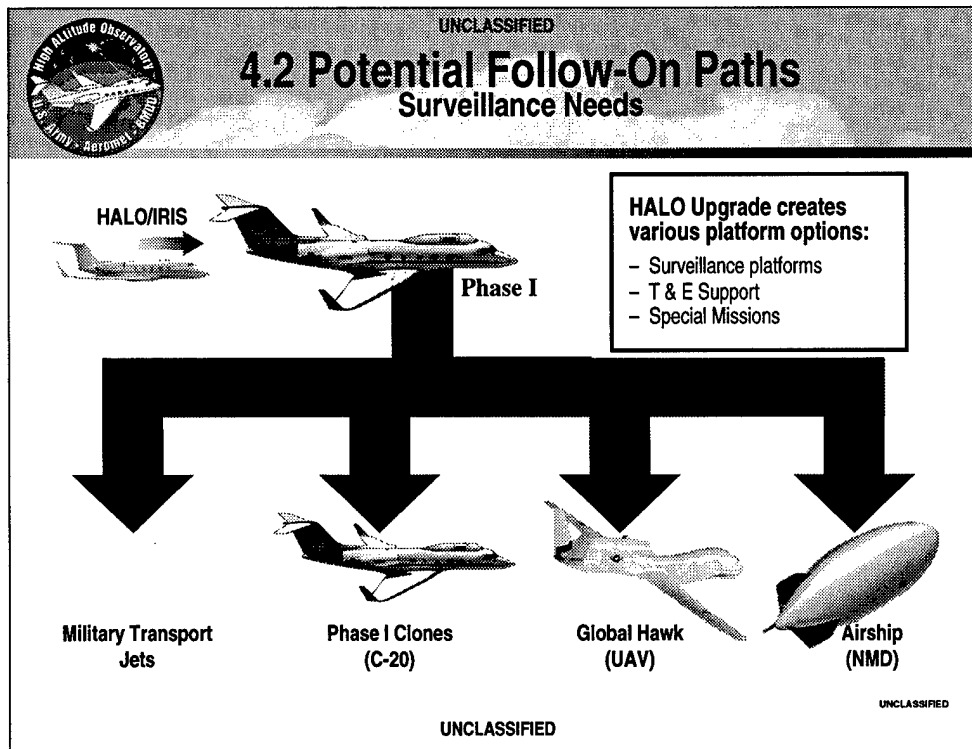 UNCLASSIFIED
High ALtitude Observatory
U.S. Army - Aeromet - BMDO
4.2 Potential Follow-On Paths
Surveillance Needs
HALO/IRIS
Phase I
HALO Upgrade creates
various platform options:
– Surveillance platforms
– T & E Support
– Special Missions
Military Transport
Jets
Phase I Clones
(C-20)
Global Hawk
(UAV)
Airship
(NMD)
UNCLASSIFIED
UNCLASSIFIED